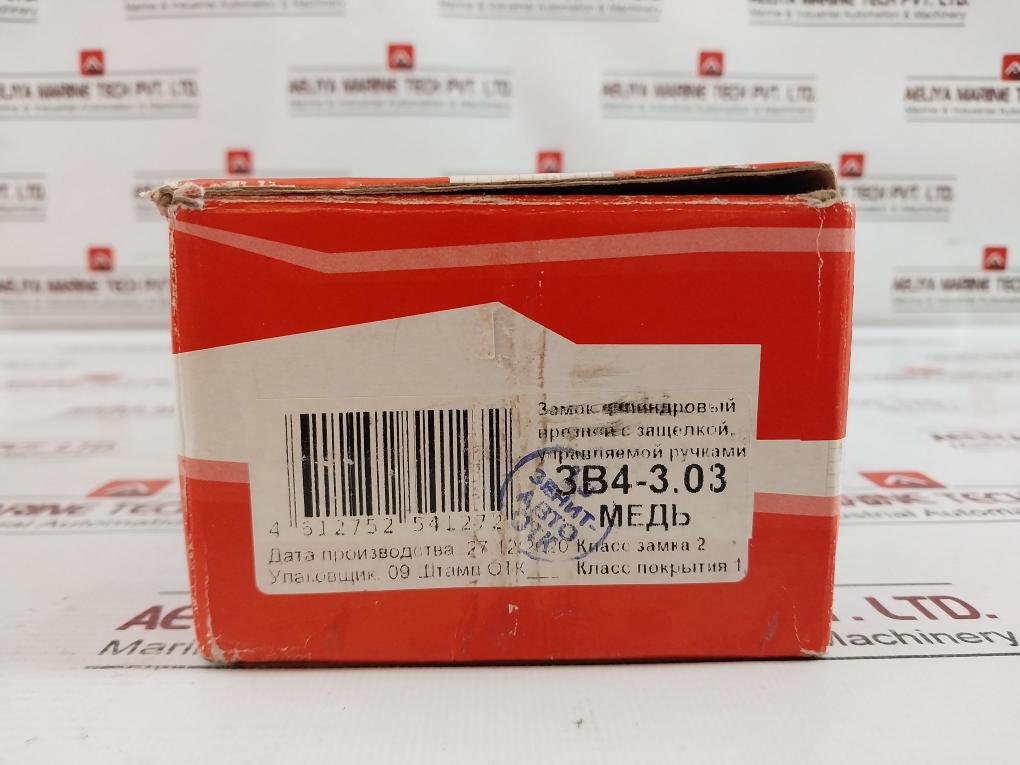 AELIYA MARINE TECH PVT. LTD.
Marine & Industrial Automation & Machinery
Замок цилиндровый
врезной с защелкой,
управляемой ручками
ЗВ4-3.03
МЕДЬ
4 612752 541272
Дата производства 27.12.2020 Класс замка 2
Упаковщик 09 Штамп ОТК___ Класс покрытия 1
ЗЕНИТ-
АВТО
ОТК